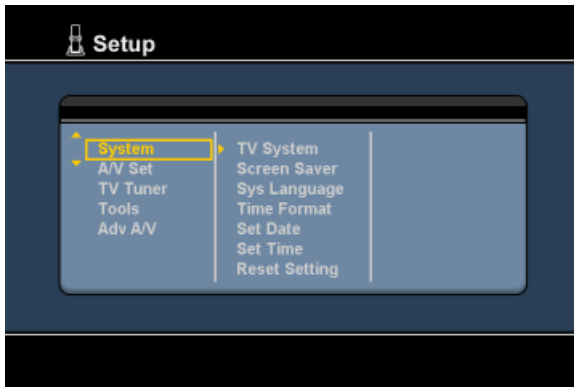 Setup
System
A/V Set
TV Tuner
Tools
Adv A/V
TV System
Screen Saver
Sys Language
Time Format
Set Date
Set Time
Reset Setting